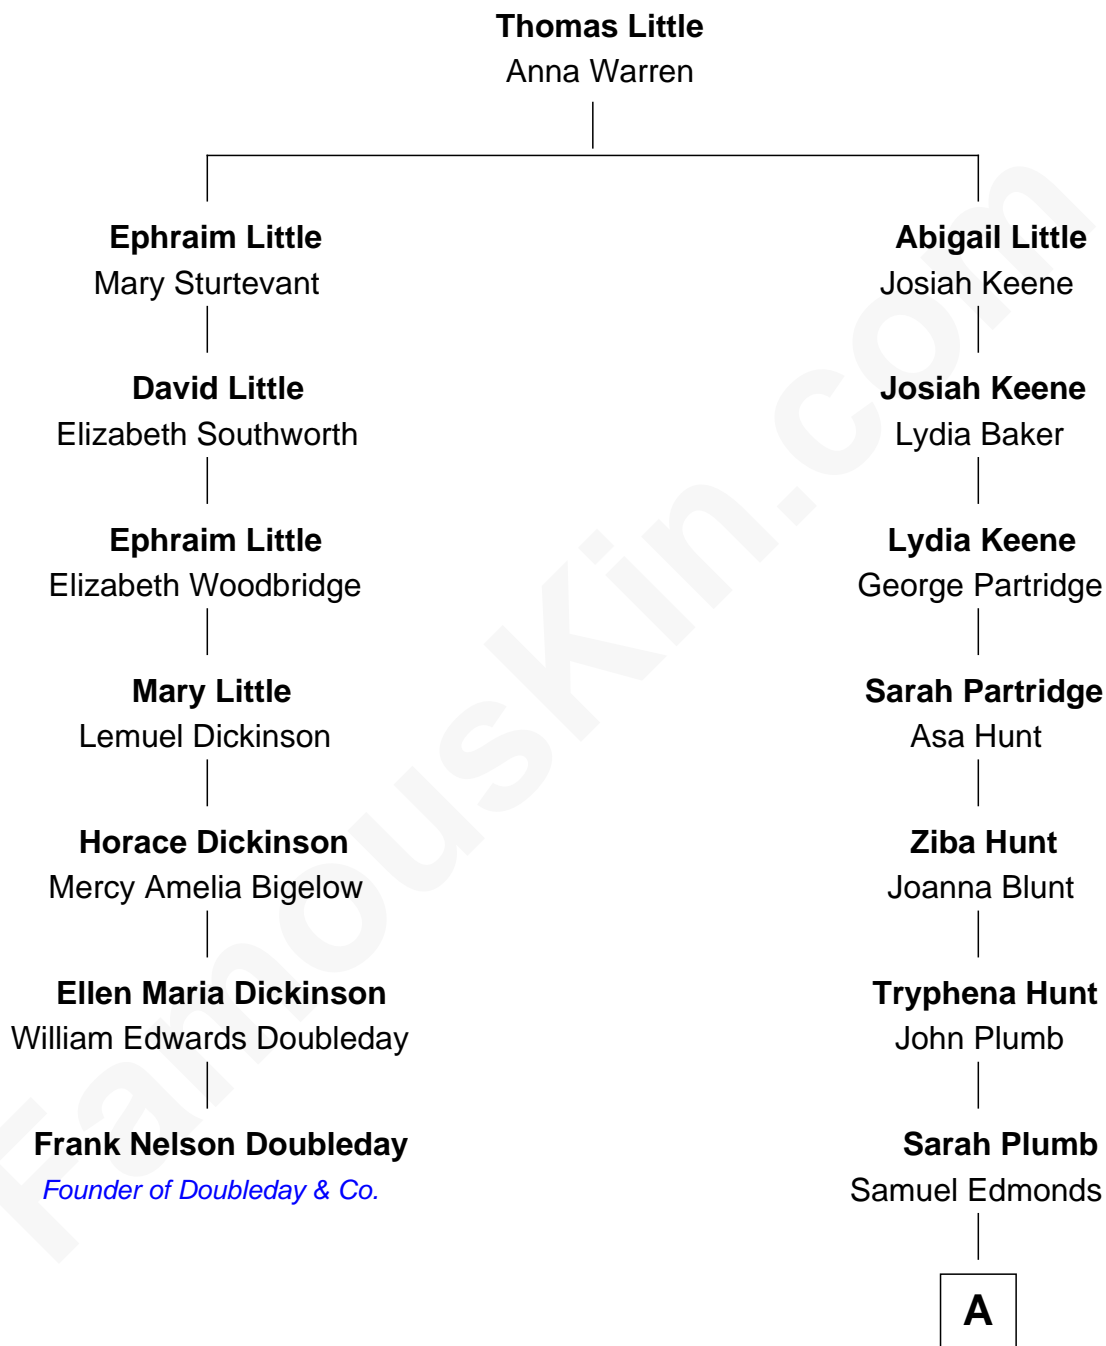 Thomas Little
Anna Warren
Ephraim Little
Mary Sturtevant
Abigail Little
Josiah Keene
David Little
Elizabeth Southworth
Josiah Keene
Lydia Baker
Ephraim Little
Elizabeth Woodbridge
Lydia Keene
George Partridge
Mary Little
Lemuel Dickinson
Sarah Partridge
Asa Hunt
Horace Dickinson
Mercy Amelia Bigelow
Ziba Hunt
Joanna Blunt
Ellen Maria Dickinson
William Edwards Doubleday
Tryphena Hunt
John Plumb
Frank Nelson Doubleday
Founder of Doubleday & Co.
Sarah Plumb
Samuel Edmonds
A
FamousKin.com